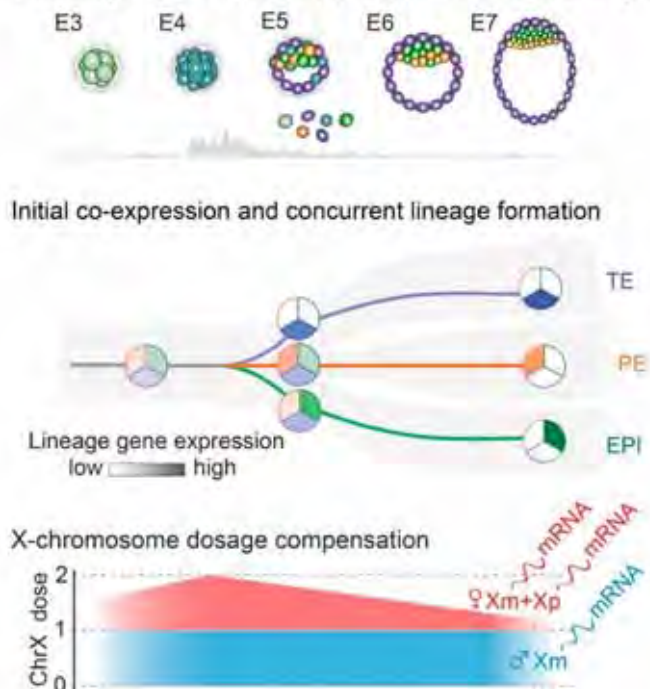 E3 E4 E5 E6 E7
Initial co-expression and concurrent lineage formation
TE
PE
EPI
Lineage gene expression
low high
X-chromosome dosage compensation
mRNA
mRNA
mRNA
2
♀Xm+Xp
1
♂Xm
0
ChrX dose